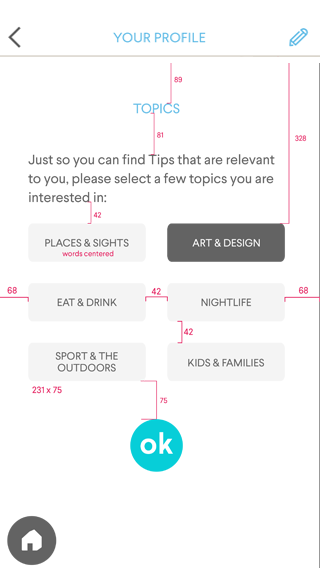 YOUR PROFILE
89
TOPICS
81
328
Just so you can find Tips that are relevant
to you, please select a few topics you are
interested in:
42
PLACES & SIGHTS
words centered
ART & DESIGN
68
42
68
EAT & DRINK
NIGHTLIFE
42
SPORT & THE
OUTDOORS
KIDS & FAMILIES
231 x 75
75
ok